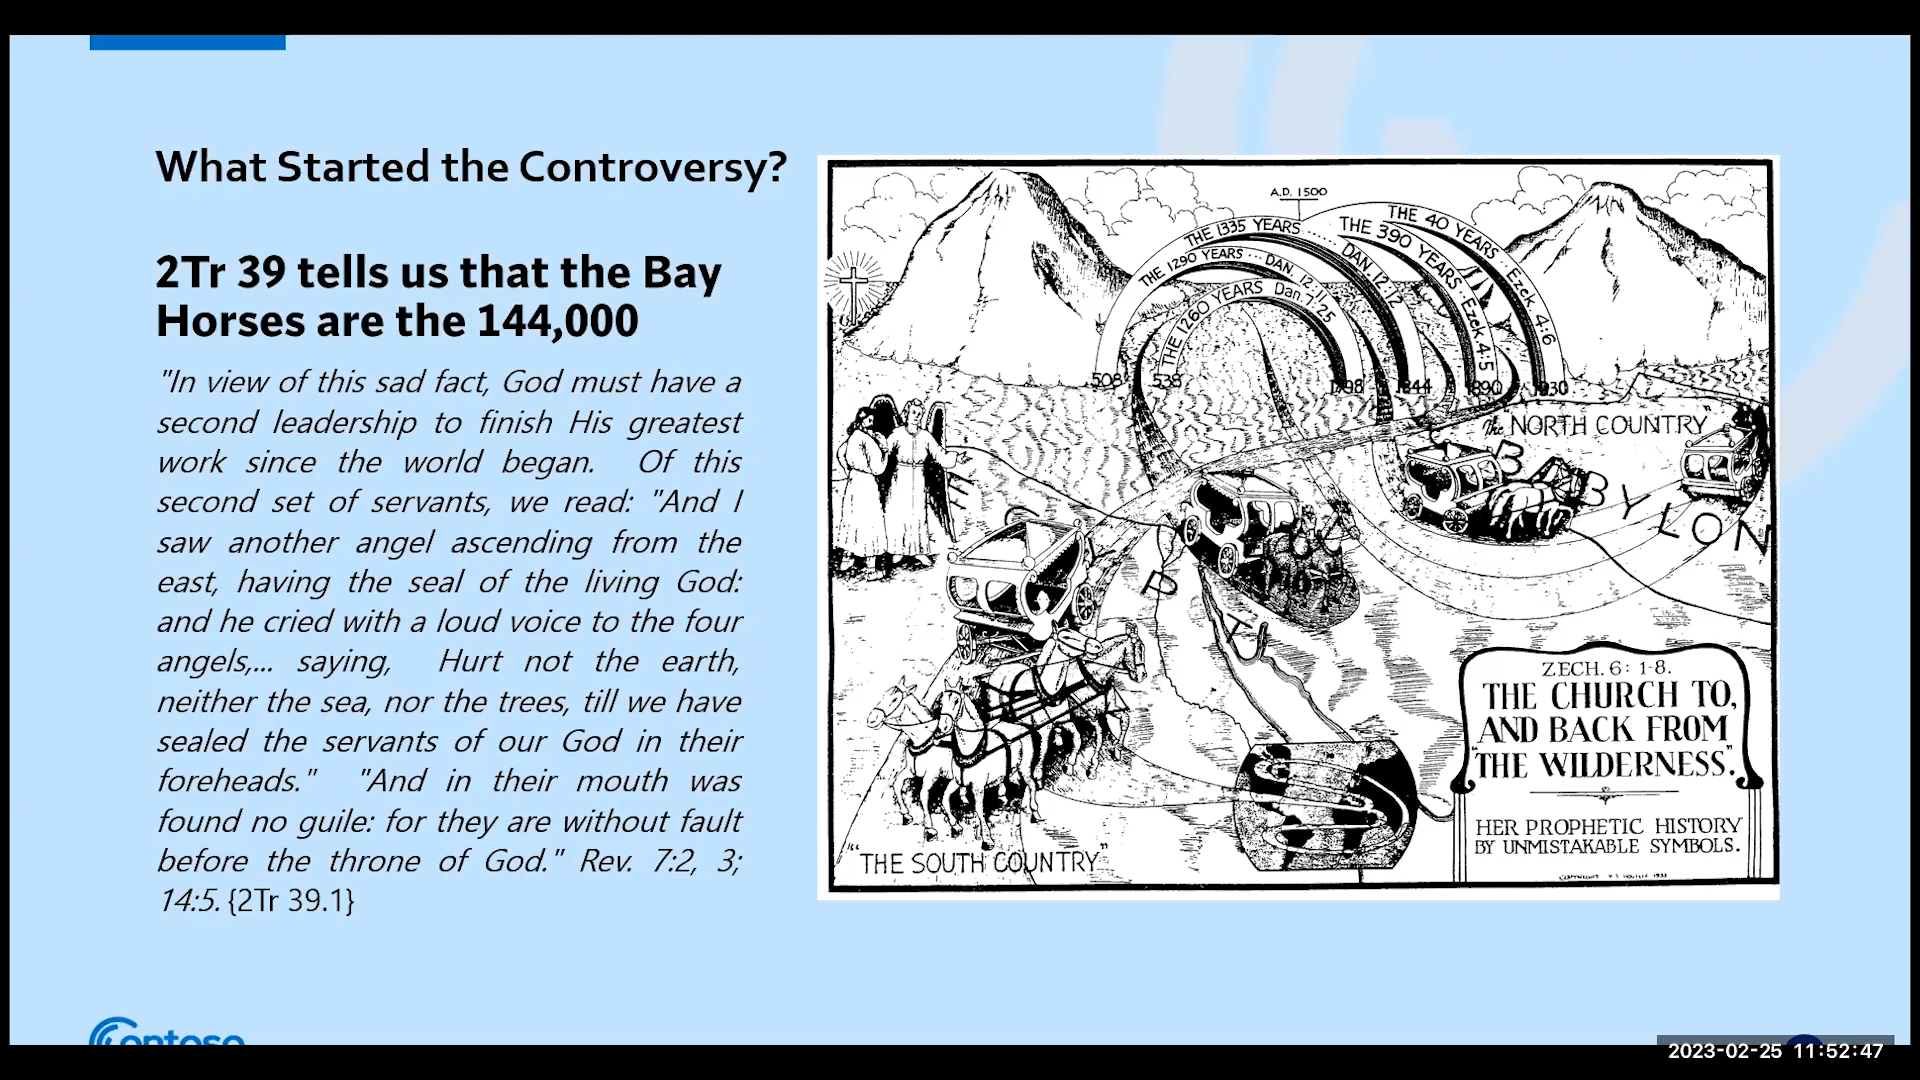 What Started the Controversy?
2Tr 39 tells us that the Bay
Horses are the 144,000
"In view of this sad fact, God must have a
second leadership to finish His greatest
work since the world began. Of this
second set of servants, we read: "And I
saw another angel ascending from the
east, having the seal of the living God:
and he cried with a loud voice to the four
angels,... saying, Hurt not the earth,
neither the sea, nor the trees, till we have
sealed the servants of our God in their
foreheads." "And in their mouth was
found no guile: for they are without fault
before the throne of God." Rev. 7:2, 3;
14:5. {2Tr 39.1}
A.D. 1500
THE 40 YEARS·· Ezek 4:6
THE 390 YEARS· Ezek 4:5
THE 1335 YEARS ...... DAN. 12:12
THE 1290 YEARS ··· DAN. 12:11
THE 1260 YEARS Dan. 7:25
508
538
"The NORTH COUNTRY"
BYLON
"THE SOUTH COUNTRY"
ZECH. 6: 1-8.
THE CHURCH TO,
AND BACK FROM
"THE WILDERNESS."
HER PROPHETIC HISTORY
BY UNMISTAKABLE SYMBOLS.
2023-02-25 11:52:47